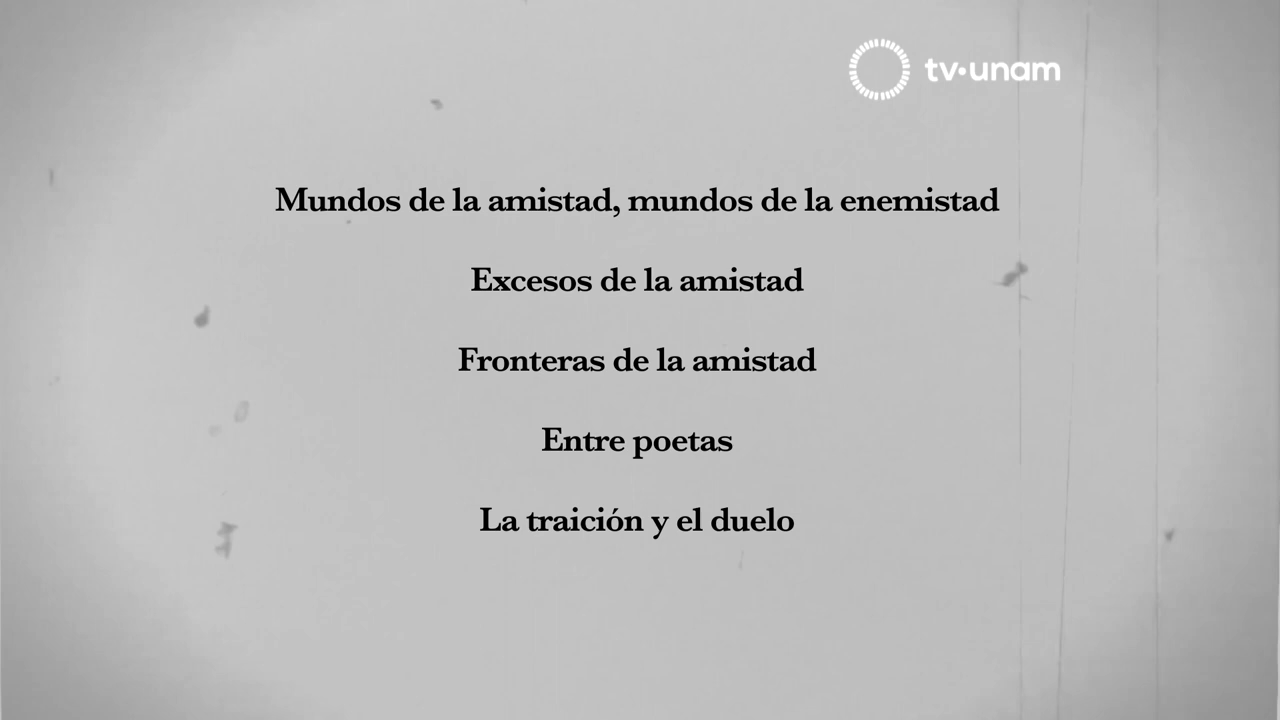 tv·unam
Mundos de la amistad, mundos de la enemistad
Excesos de la amistad
Fronteras de la amistad
Entre poetas
La traición y el duelo